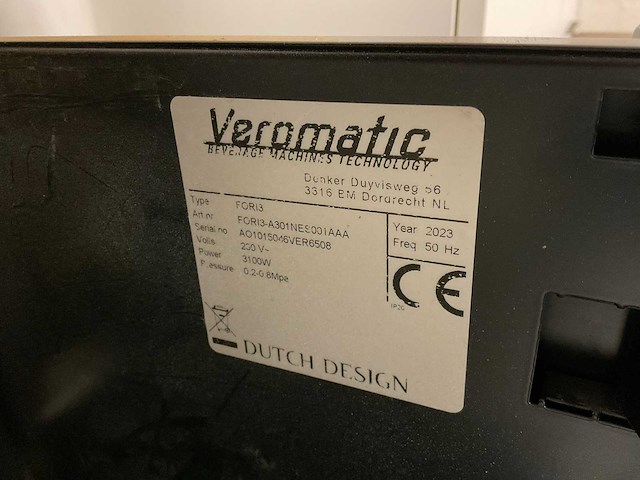 Veromatic
BEVERAGE MACHINES TECHNOLOGY
Donker Duyvisweg 56
3316 EM Dordrecht NL
Type FORI3
Art.nr FORI3-A301NES001AAA
Serial no AO1015046VER6508
Volts 230 V~
Power 3100W
Pressure 0,2-0,8Mpa
Year 2023
Freq 50 Hz
CE
IP20
DUTCH DESIGN